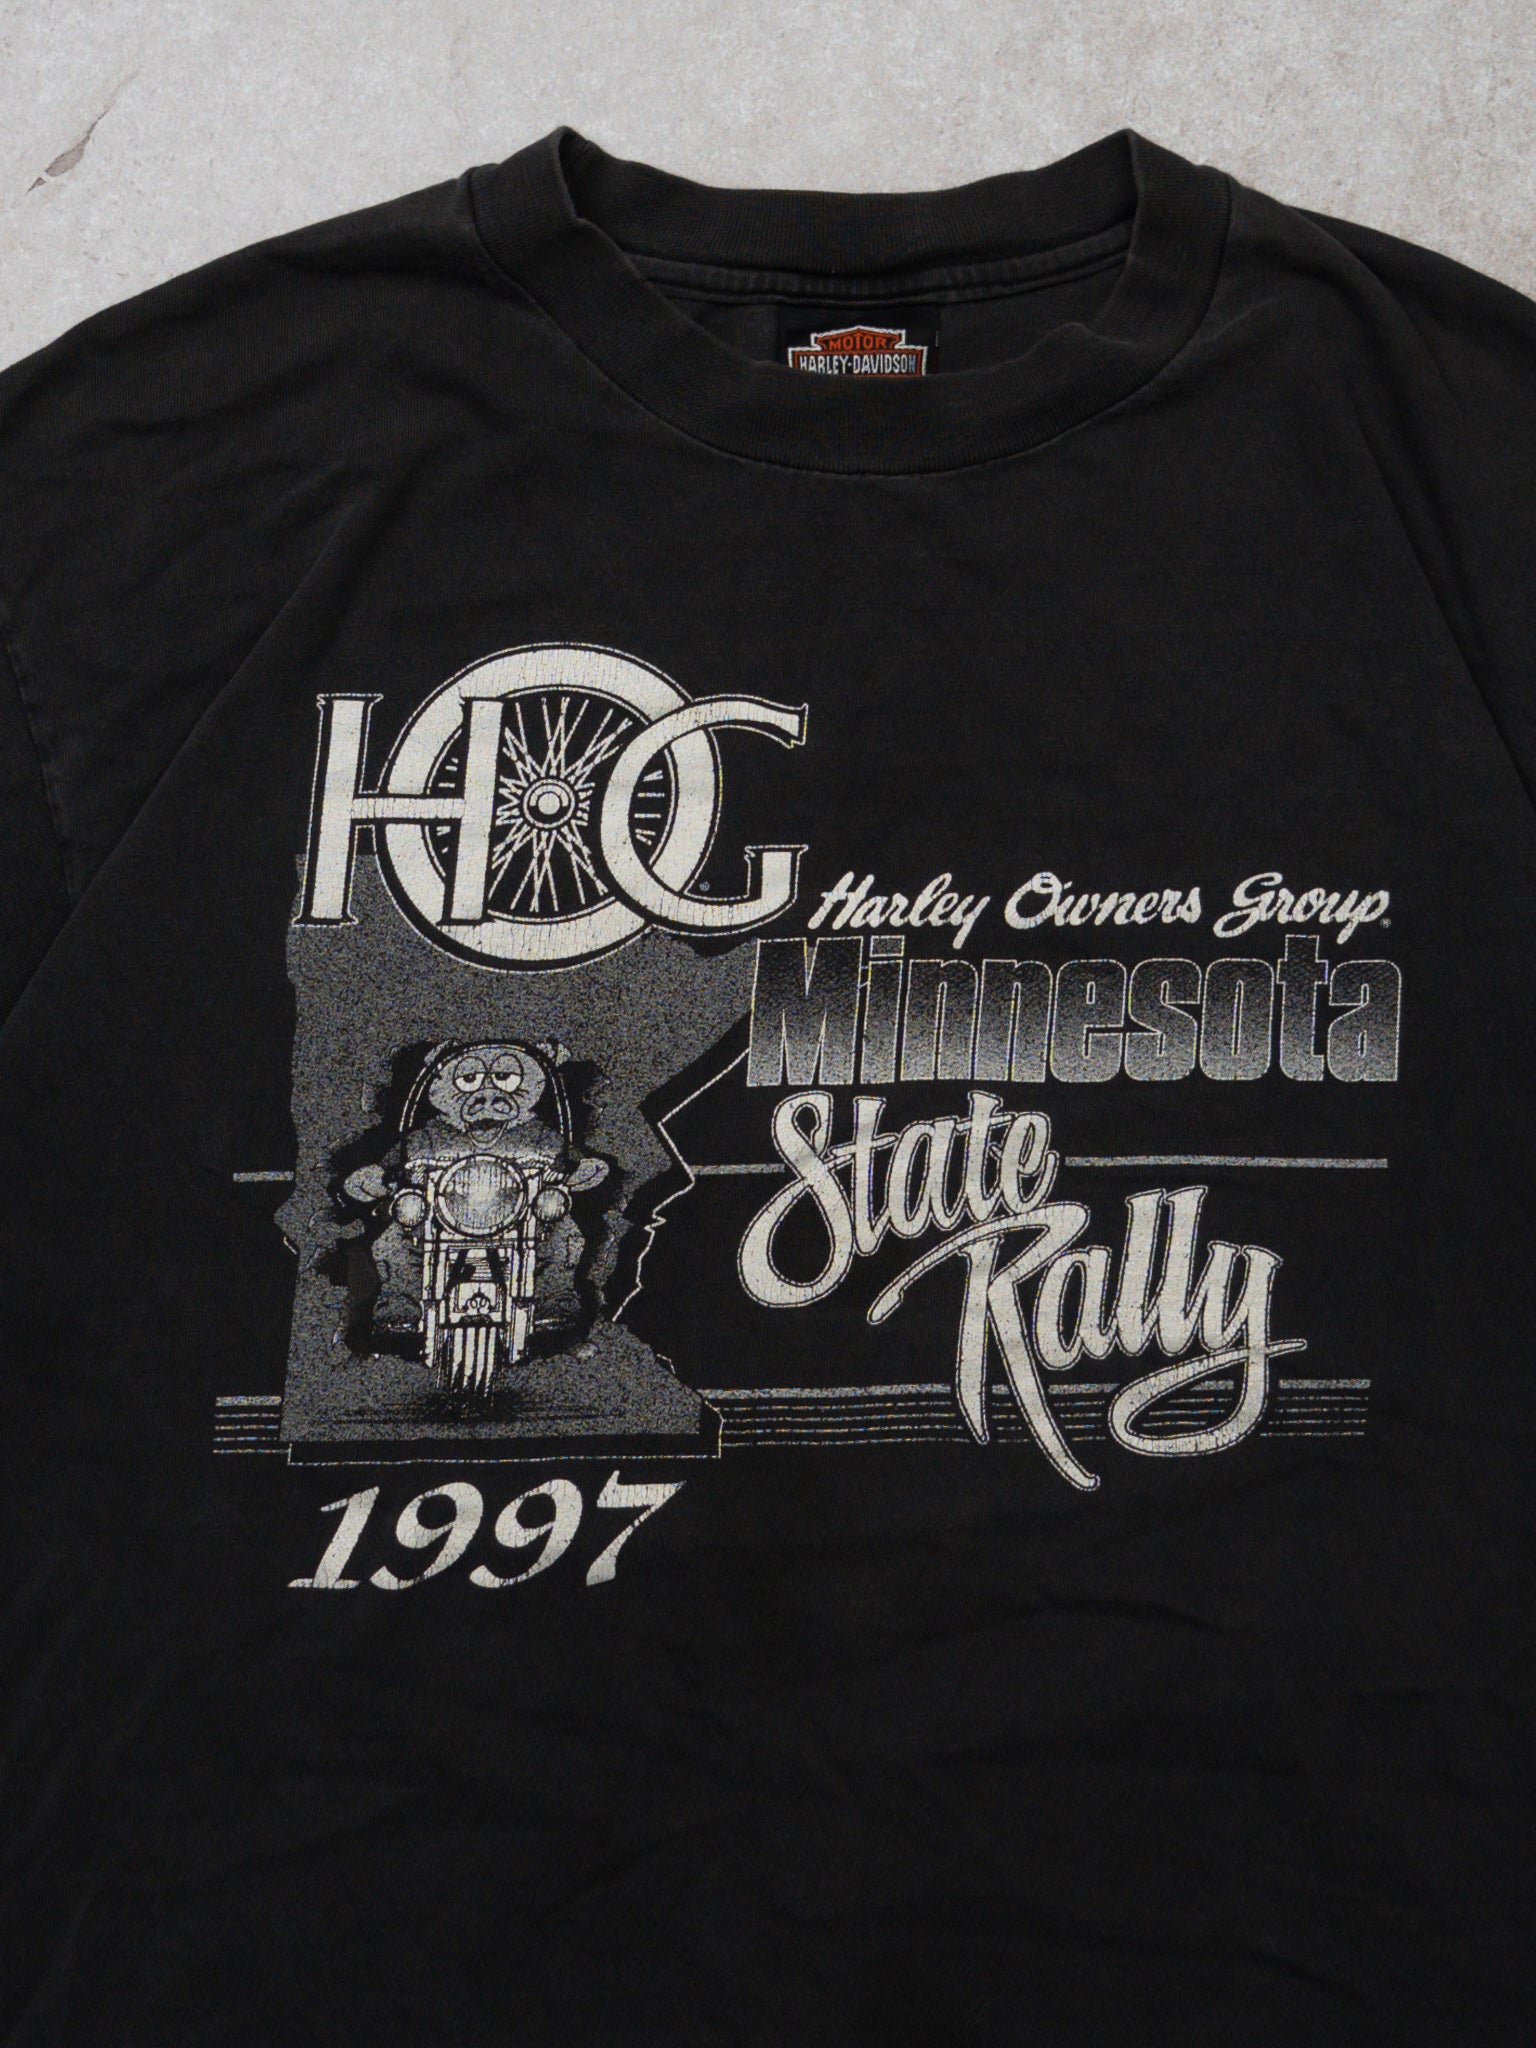 MOTOR
HARLEY-DAVIDSON
HOG®
Harley Owners Group®
Minnesota
State
Rally
1997